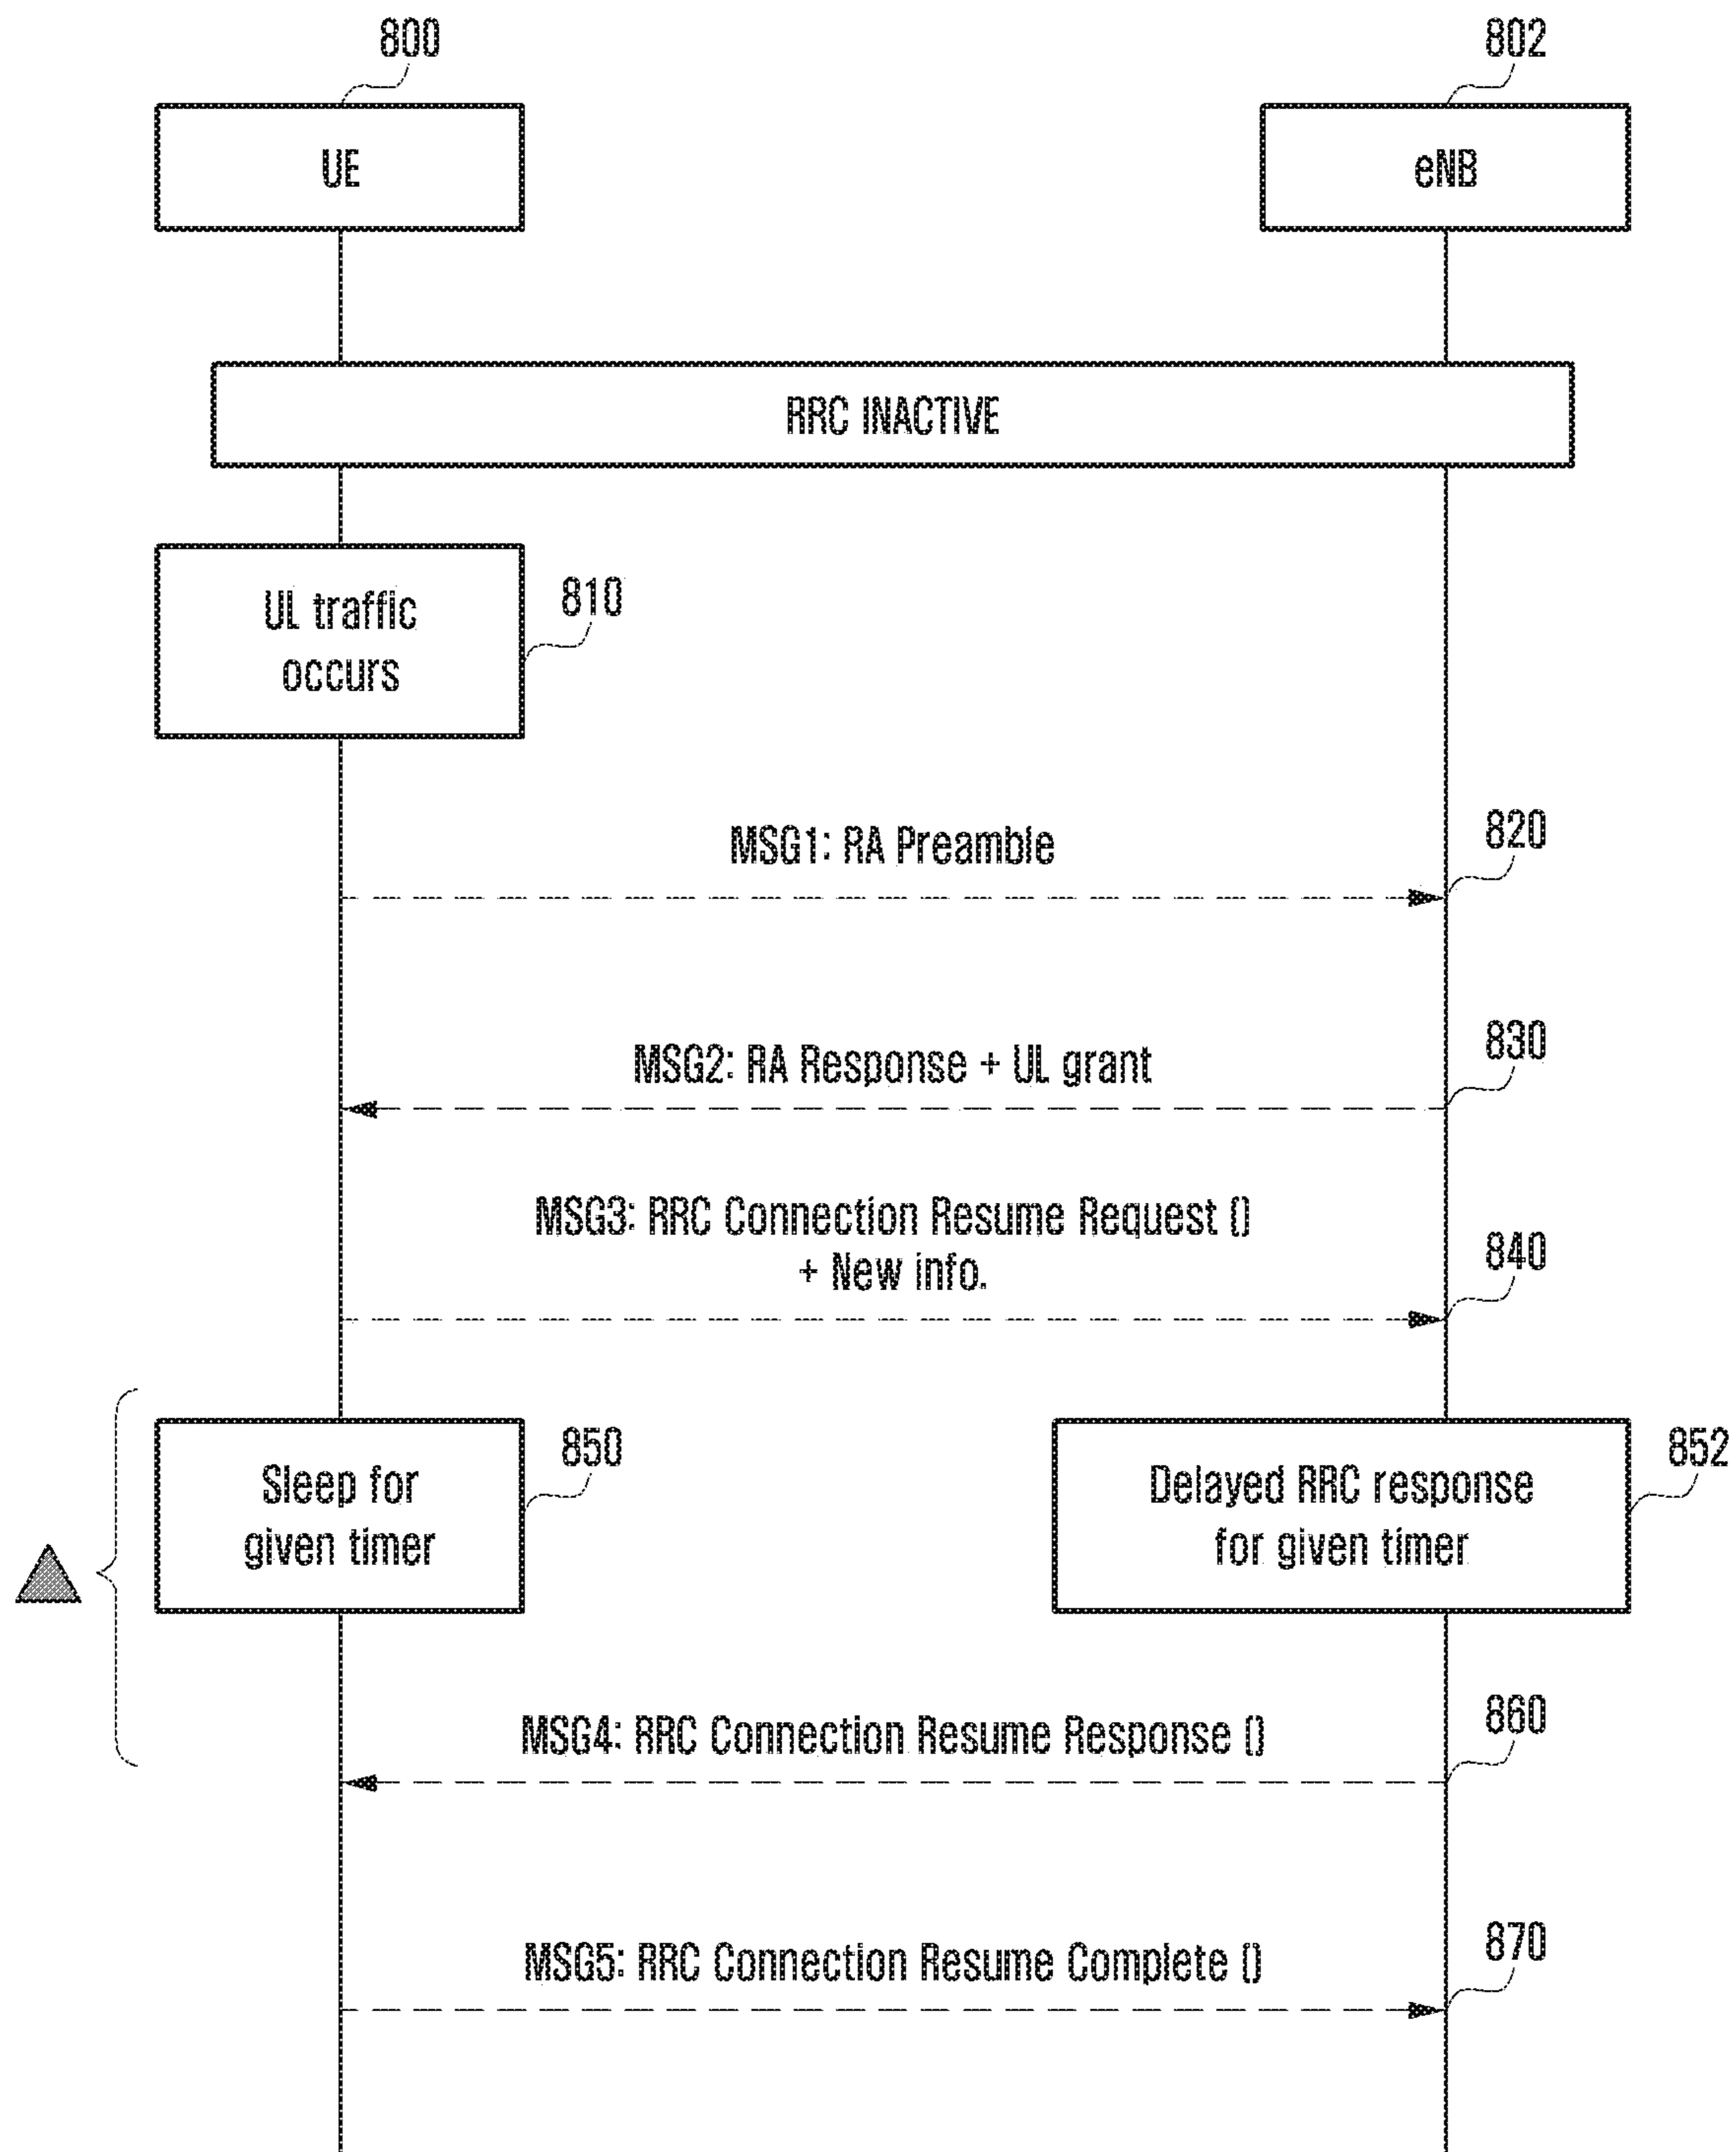 800
802
UE
eNB
RRC INACTIVE
UL traffic
occurs
810
MSG1: RA Preamble
820
MSG2: RA Response + UL grant
830
MSG3: RRC Connection Resume Request ()
+ New info.
840
Sleep for
given timer
850
Delayed RRC response
for given timer
852
MSG4: RRC Connection Resume Response ()
860
MSG5: RRC Connection Resume Complete ()
870